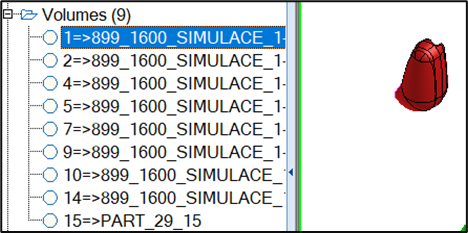 Volumes (9)
1=>899_1600_SIMULACE_1-
2=>899_1600_SIMULACE_1-
4=>899_1600_SIMULACE_1-
5=>899_1600_SIMULACE_1-
7=>899_1600_SIMULACE_1-
9=>899_1600_SIMULACE_1-
10=>899_1600_SIMULACE_
14=>899_1600_SIMULACE_
15=>PART_29_15